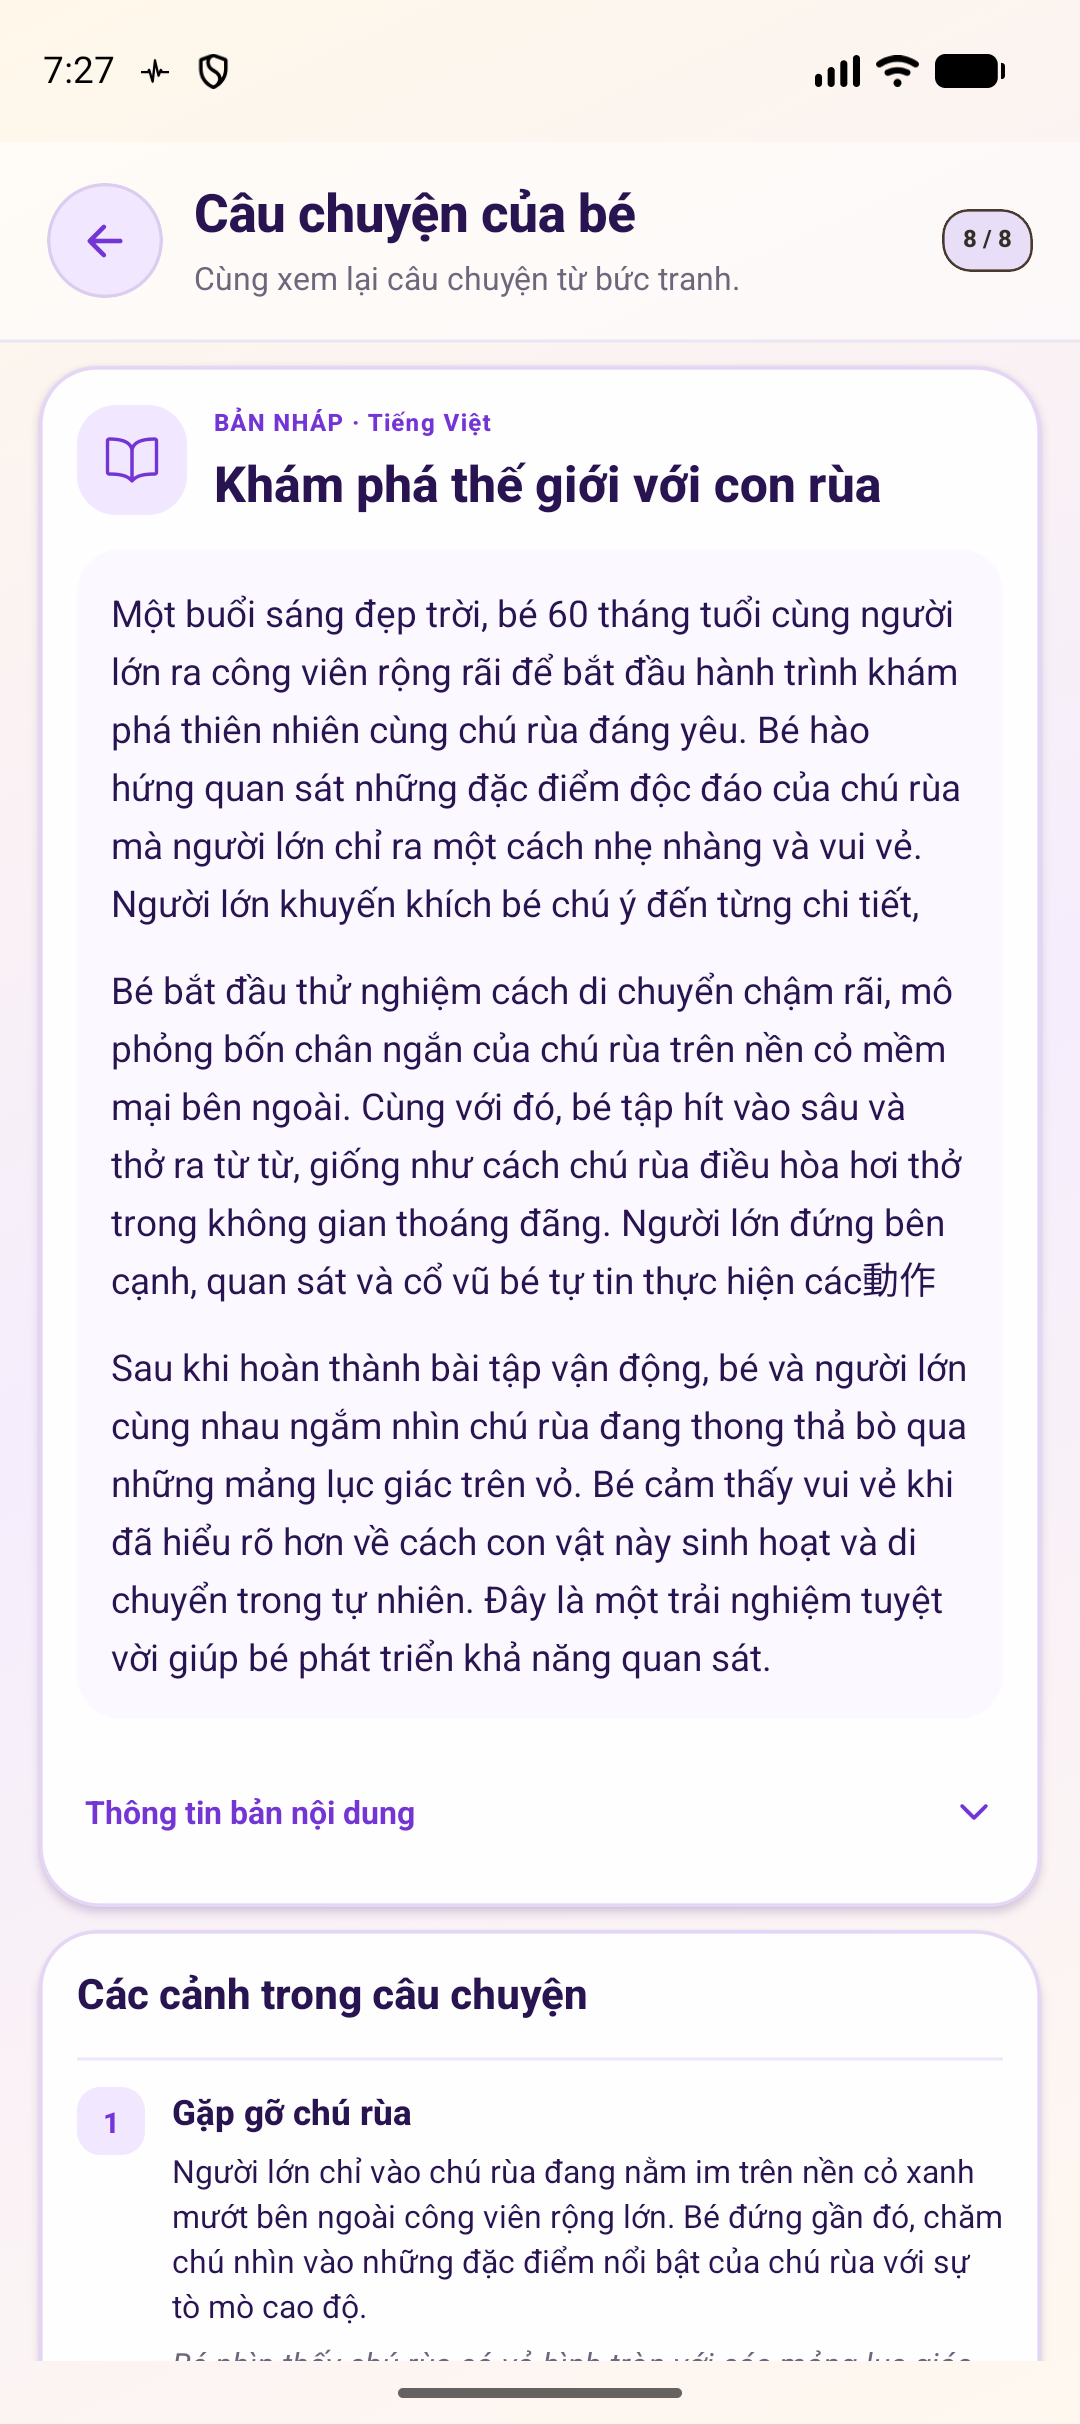 7:27
Câu chuyện của bé
Cùng xem lại câu chuyện từ bức tranh.
8 / 8
BẢN NHÁP · Tiếng Việt
Khám phá thế giới với con rùa
Một buổi sáng đẹp trời, bé 60 tháng tuổi cùng người
lớn ra công viên rộng rãi để bắt đầu hành trình khám
phá thiên nhiên cùng chú rùa đáng yêu. Bé hào
hứng quan sát những đặc điểm độc đáo của chú rùa
mà người lớn chỉ ra một cách nhẹ nhàng và vui vẻ.
Người lớn khuyến khích bé chú ý đến từng chi tiết,
Bé bắt đầu thử nghiệm cách di chuyển chậm rãi, mô
phỏng bốn chân ngắn của chú rùa trên nền cỏ mềm
mại bên ngoài. Cùng với đó, bé tập hít vào sâu và
thở ra từ từ, giống như cách chú rùa điều hòa hơi thở
trong không gian thoáng đãng. Người lớn đứng bên
cạnh, quan sát và cổ vũ bé tự tin thực hiện các動作
Sau khi hoàn thành bài tập vận động, bé và người lớn
cùng nhau ngắm nhìn chú rùa đang thong thả bò qua
những mảng lục giác trên vỏ. Bé cảm thấy vui vẻ khi
đã hiểu rõ hơn về cách con vật này sinh hoạt và di
chuyển trong tự nhiên. Đây là một trải nghiệm tuyệt
vời giúp bé phát triển khả năng quan sát.
Thông tin bản nội dung
Các cảnh trong câu chuyện
1
Gặp gỡ chú rùa
Người lớn chỉ vào chú rùa đang nằm im trên nền cỏ xanh
mướt bên ngoài công viên rộng lớn. Bé đứng gần đó, chăm
chú nhìn vào những đặc điểm nổi bật của chú rùa với sự
tò mò cao độ.
Bé nhìn thấy chú rùa có vỏ hình tròn với các mảng lục giác